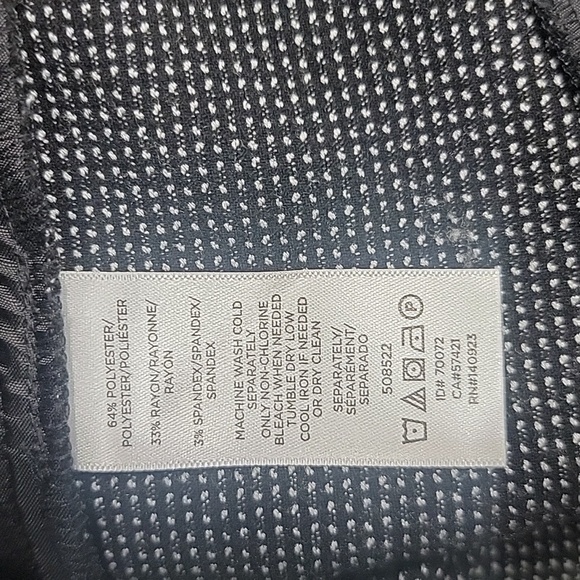 64% POLYESTER/
POLYESTER/POLIÉSTER
33% RAYON/RAYONNE/
RAYÓN
3% SPANDEX/SPANDEX/
SPANDEX
MACHINE WASH COLD
SEPARATELY
ONLY NON-CHLORINE
BLEACH WHEN NEEDED
TUMBLE DRY LOW
COOL IRON IF NEEDED
OR DRY CLEAN
SEPARATELY/
SÉPARÉMENT/
SEPARADO
508522
ID# 70072
CA#57421
RN#140923